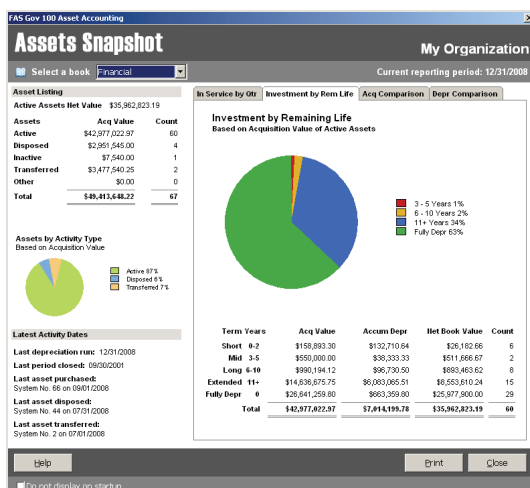 FAS Gov 100 Asset Accounting
Assets Snapshot
My Organization
Select a book Financial
Current reporting period: 12/31/2008
Asset Listing
Active Assets Net Value $35,962,823.19
Assets Acq Value Count
Active $42,977,022.97 60
Disposed $2,951,545.00 4
Inactive $7,540.00 1
Transferred $3,477,540.25 2
Other $0.00 0
Total $49,413,648.22 67
Assets by Activity Type
Based on Acquisition Value
Active 87%
Disposed 6%
Transferred 7%
Latest Activity Dates
Last depreciation run: 12/31/2008
Last period closed: 09/30/2001
Last asset purchased:
System No. 66 on 09/01/2008
Last asset disposed:
System No. 44 on 07/31/2008
Last asset transferred:
System No. 2 on 07/01/2008
In Service by Qtr Investment by Rem Life Acq Comparison Depr Comparison
Investment by Remaining Life
Based on Acquisition Value of Active Assets
3 - 5 Years 1%
6 - 10 Years 2%
11+ Years 34%
Fully Depr 63%
Term Years Acq Value Accum Depr Net Book Value Count
Short 0-2 $158,893.30 $132,710.64 $26,182.66 6
Mid 3-5 $550,000.00 $38,333.33 $511,666.67 2
Long 6-10 $990,194.12 $96,730.50 $893,463.62 8
Extended 11+ $14,636,675.75 $6,083,065.51 $8,553,610.24 15
Fully Depr 0 $26,641,259.80 $663,359.80 $25,977,900.00 29
Total $42,977,022.97 $7,014,199.78 $35,962,823.19 60
Help
Print
Close
Do not display on startup